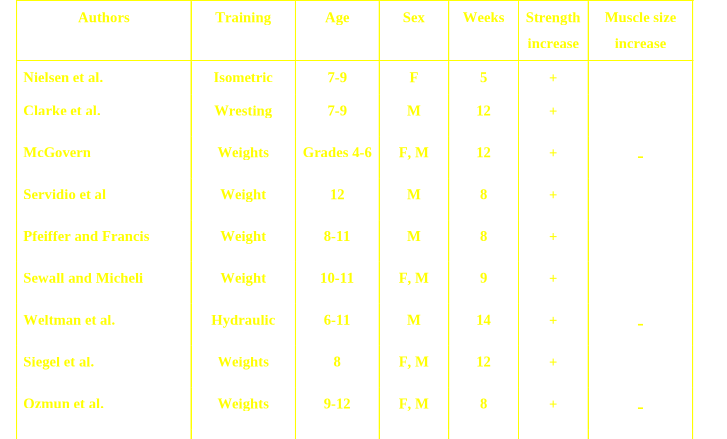 Authors Training Age Sex Weeks Strength increase Muscle size increase
Nielsen et al. Isometric 7-9 F 5 +
Clarke et al. Wresting 7-9 M 12 +
McGovern Weights Grades 4-6 F, M 12 + -
Servidio et al Weight 12 M 8 +
Pfeiffer and Francis Weight 8-11 M 8 +
Sewall and Micheli Weight 10-11 F, M 9 +
Weltman et al. Hydraulic 6-11 M 14 + -
Siegel et al. Weights 8 F, M 12 +
Ozmun et al. Weights 9-12 F, M 8 + -